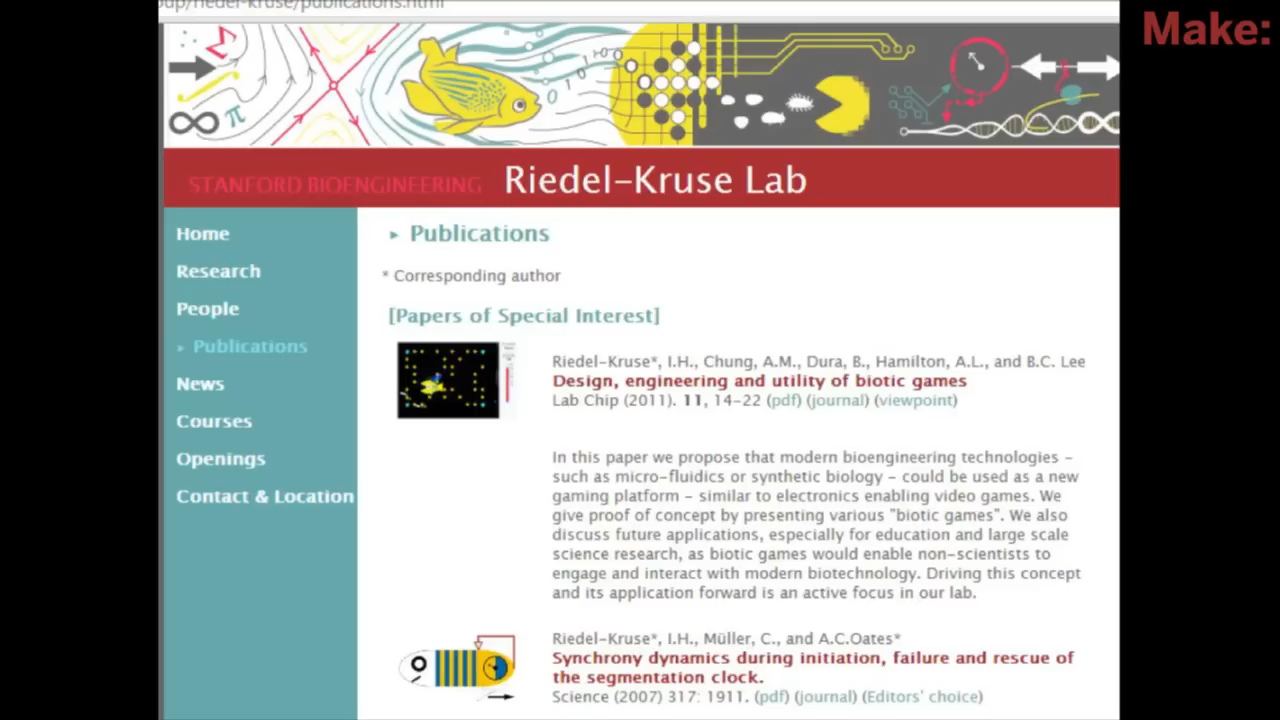 oup/riedel-kruse/publications.html
Make:
STANFORD BIOENGINEERING Riedel-Kruse Lab
Home
Research
People
▸ Publications
News
Courses
Openings
Contact & Location
▸ Publications
* Corresponding author
[Papers of Special Interest]
Riedel-Kruse*, I.H., Chung, A.M., Dura, B., Hamilton, A.L., and B.C. Lee
Design, engineering and utility of biotic games
Lab Chip (2011). 11, 14-22 (pdf) (journal) (viewpoint)
In this paper we propose that modern bioengineering technologies -
such as micro-fluidics or synthetic biology - could be used as a new
gaming platform - similar to electronics enabling video games. We
give proof of concept by presenting various "biotic games". We also
discuss future applications, especially for education and large scale
science research, as biotic games would enable non-scientists to
engage and interact with modern biotechnology. Driving this concept
and its application forward is an active focus in our lab.
Riedel-Kruse*, I.H., Müller, C., and A.C.Oates*
Synchrony dynamics during initiation, failure and rescue of
the segmentation clock.
Science (2007) 317: 1911. (pdf) (journal) (Editors' choice)